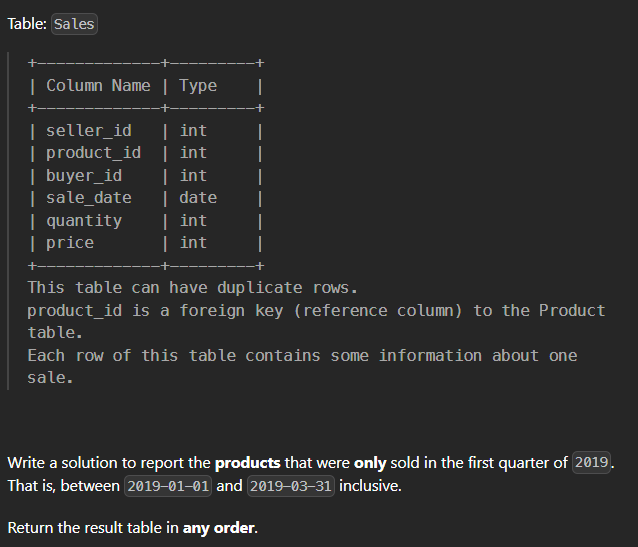 Table: Sales
+—————————————+—————————+
| Column Name | Type    |
+—————————————+—————————+
| seller_id   | int     |
| product_id  | int     |
| buyer_id    | int     |
| sale_date   | date    |
| quantity    | int     |
| price       | int     |
+—————————————+—————————+
This table can have duplicate rows.
product_id is a foreign key (reference column) to the Product
table.
Each row of this table contains some information about one
sale.
Write a solution to report the products that were only sold in the first quarter of 2019.
That is, between 2019—01—01 and 2019—03—31 inclusive.
Return the result table in any order.